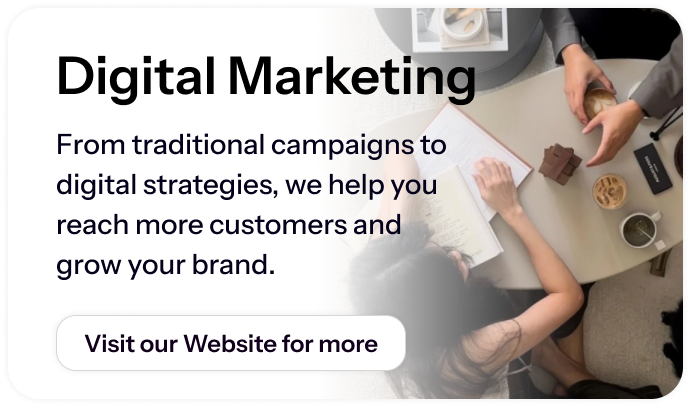 Digital Marketing
From traditional campaigns to
digital strategies, we help you
reach more customers and
grow your brand.
Visit our Website for more